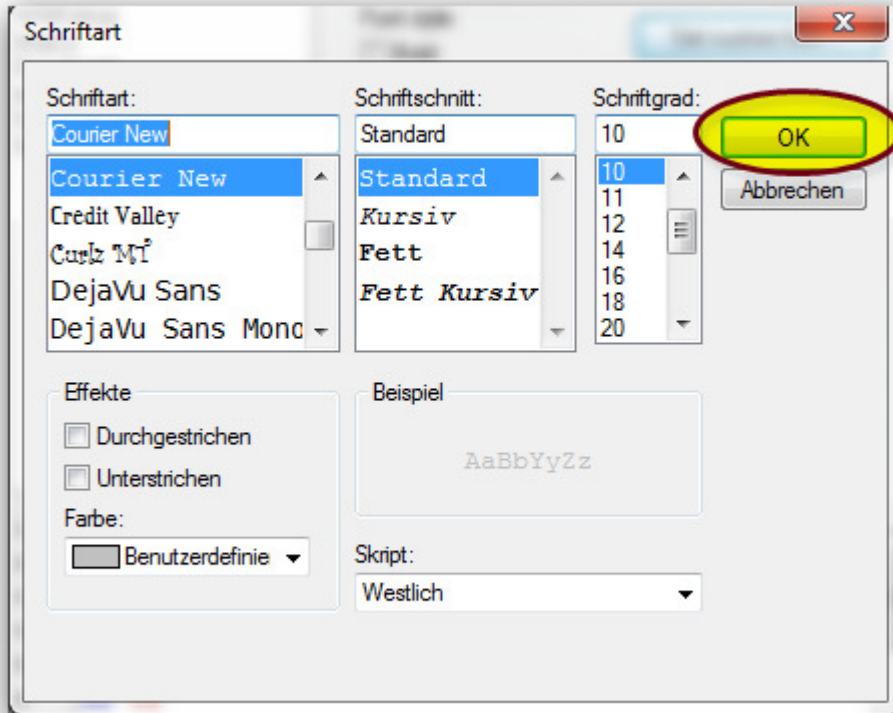 Schriftart
Schriftart:
Courier New
Courier New
Credit Valley
Curlz MT
DejaVu Sans
DejaVu Sans Mono
Schriftschnitt:
Standard
Standard
Kursiv
Fett
Fett Kursiv
Schriftgrad:
10
10
11
12
14
16
18
20
OK
Abbrechen
Effekte
Durchgestrichen
Unterstrichen
Farbe:
Benutzerdefinie
Beispiel
AaBbYyZz
Skript:
Westlich